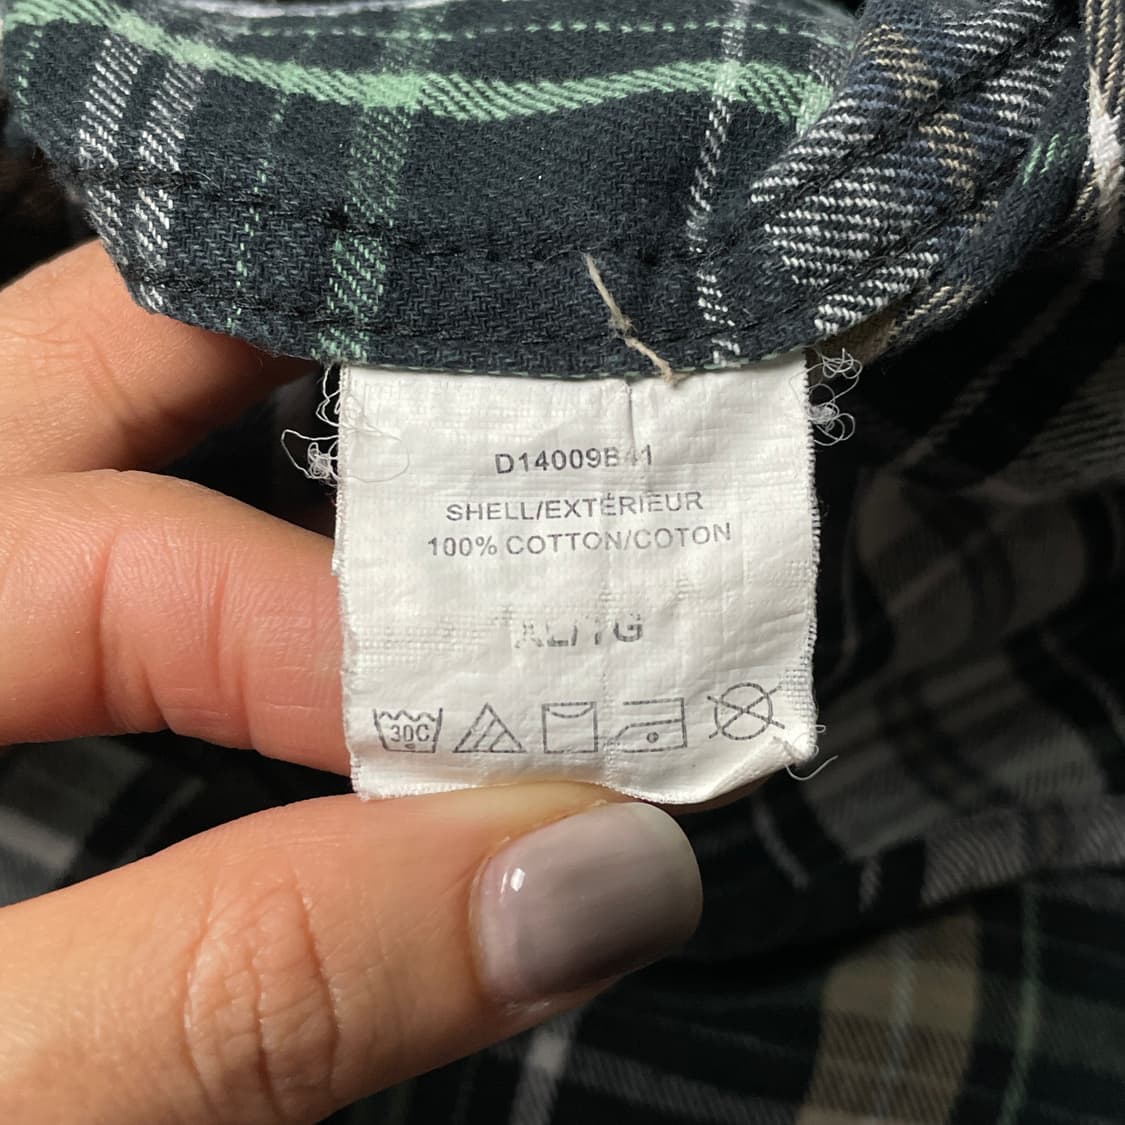 D14009B41
SHELL/EXTÉRIEUR
100% COTTON/COTON
XL/TG
30C